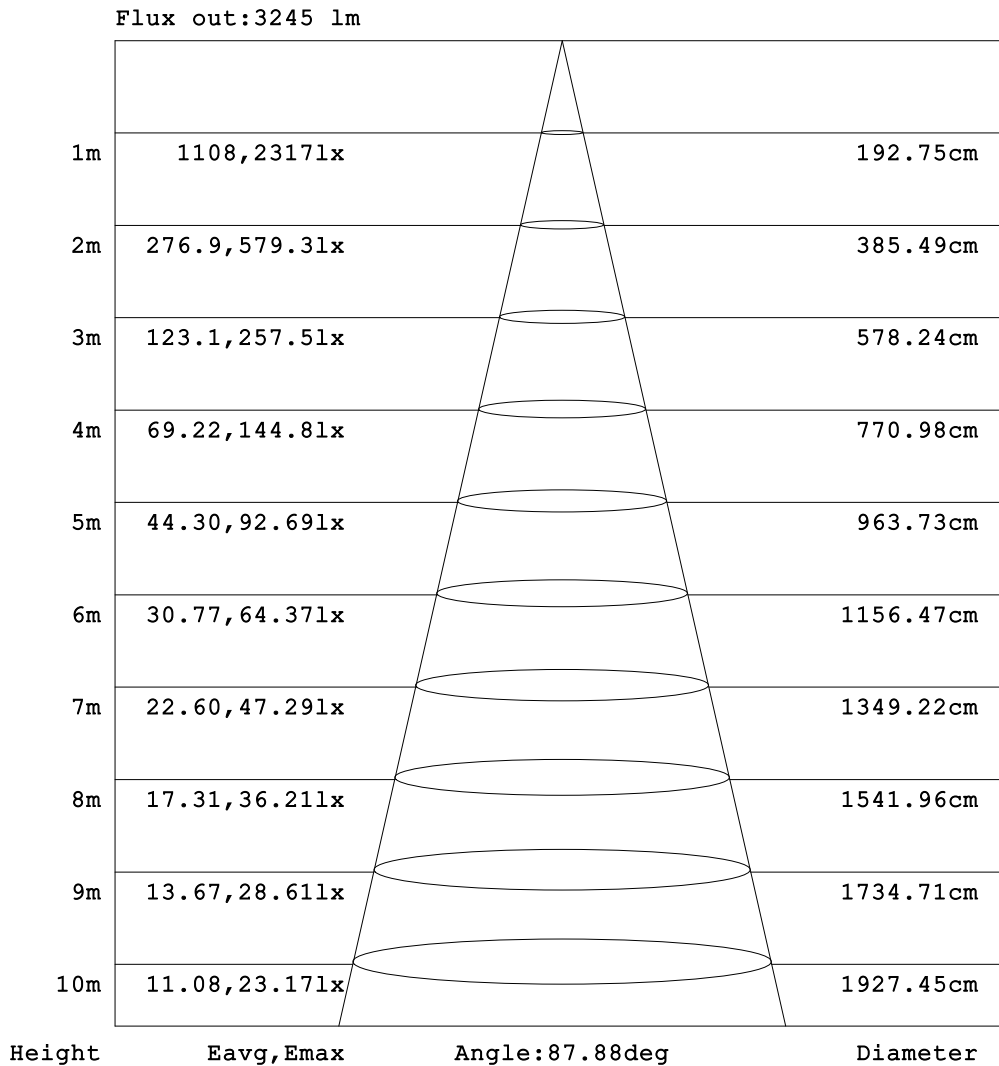 Flux out:3245 lm
1m 1108,2317lx 192.75cm
2m 276.9,579.3lx 385.49cm
3m 123.1,257.5lx 578.24cm
4m 69.22,144.8lx 770.98cm
5m 44.30,92.69lx 963.73cm
6m 30.77,64.37lx 1156.47cm
7m 22.60,47.29lx 1349.22cm
8m 17.31,36.21lx 1541.96cm
9m 13.67,28.61lx 1734.71cm
10m 11.08,23.17lx 1927.45cm
Height Eavg,Emax Angle:87.88deg Diameter